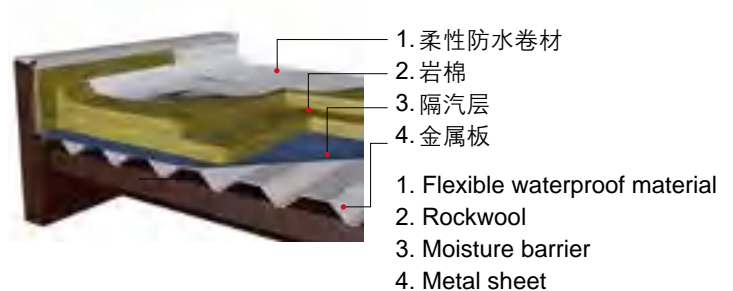 1. 柔性防水卷材
2. 岩棉
3. 隔汽层
4. 金属板
1. Flexible waterproof material
2. Rockwool
3. Moisture barrier
4. Metal sheet